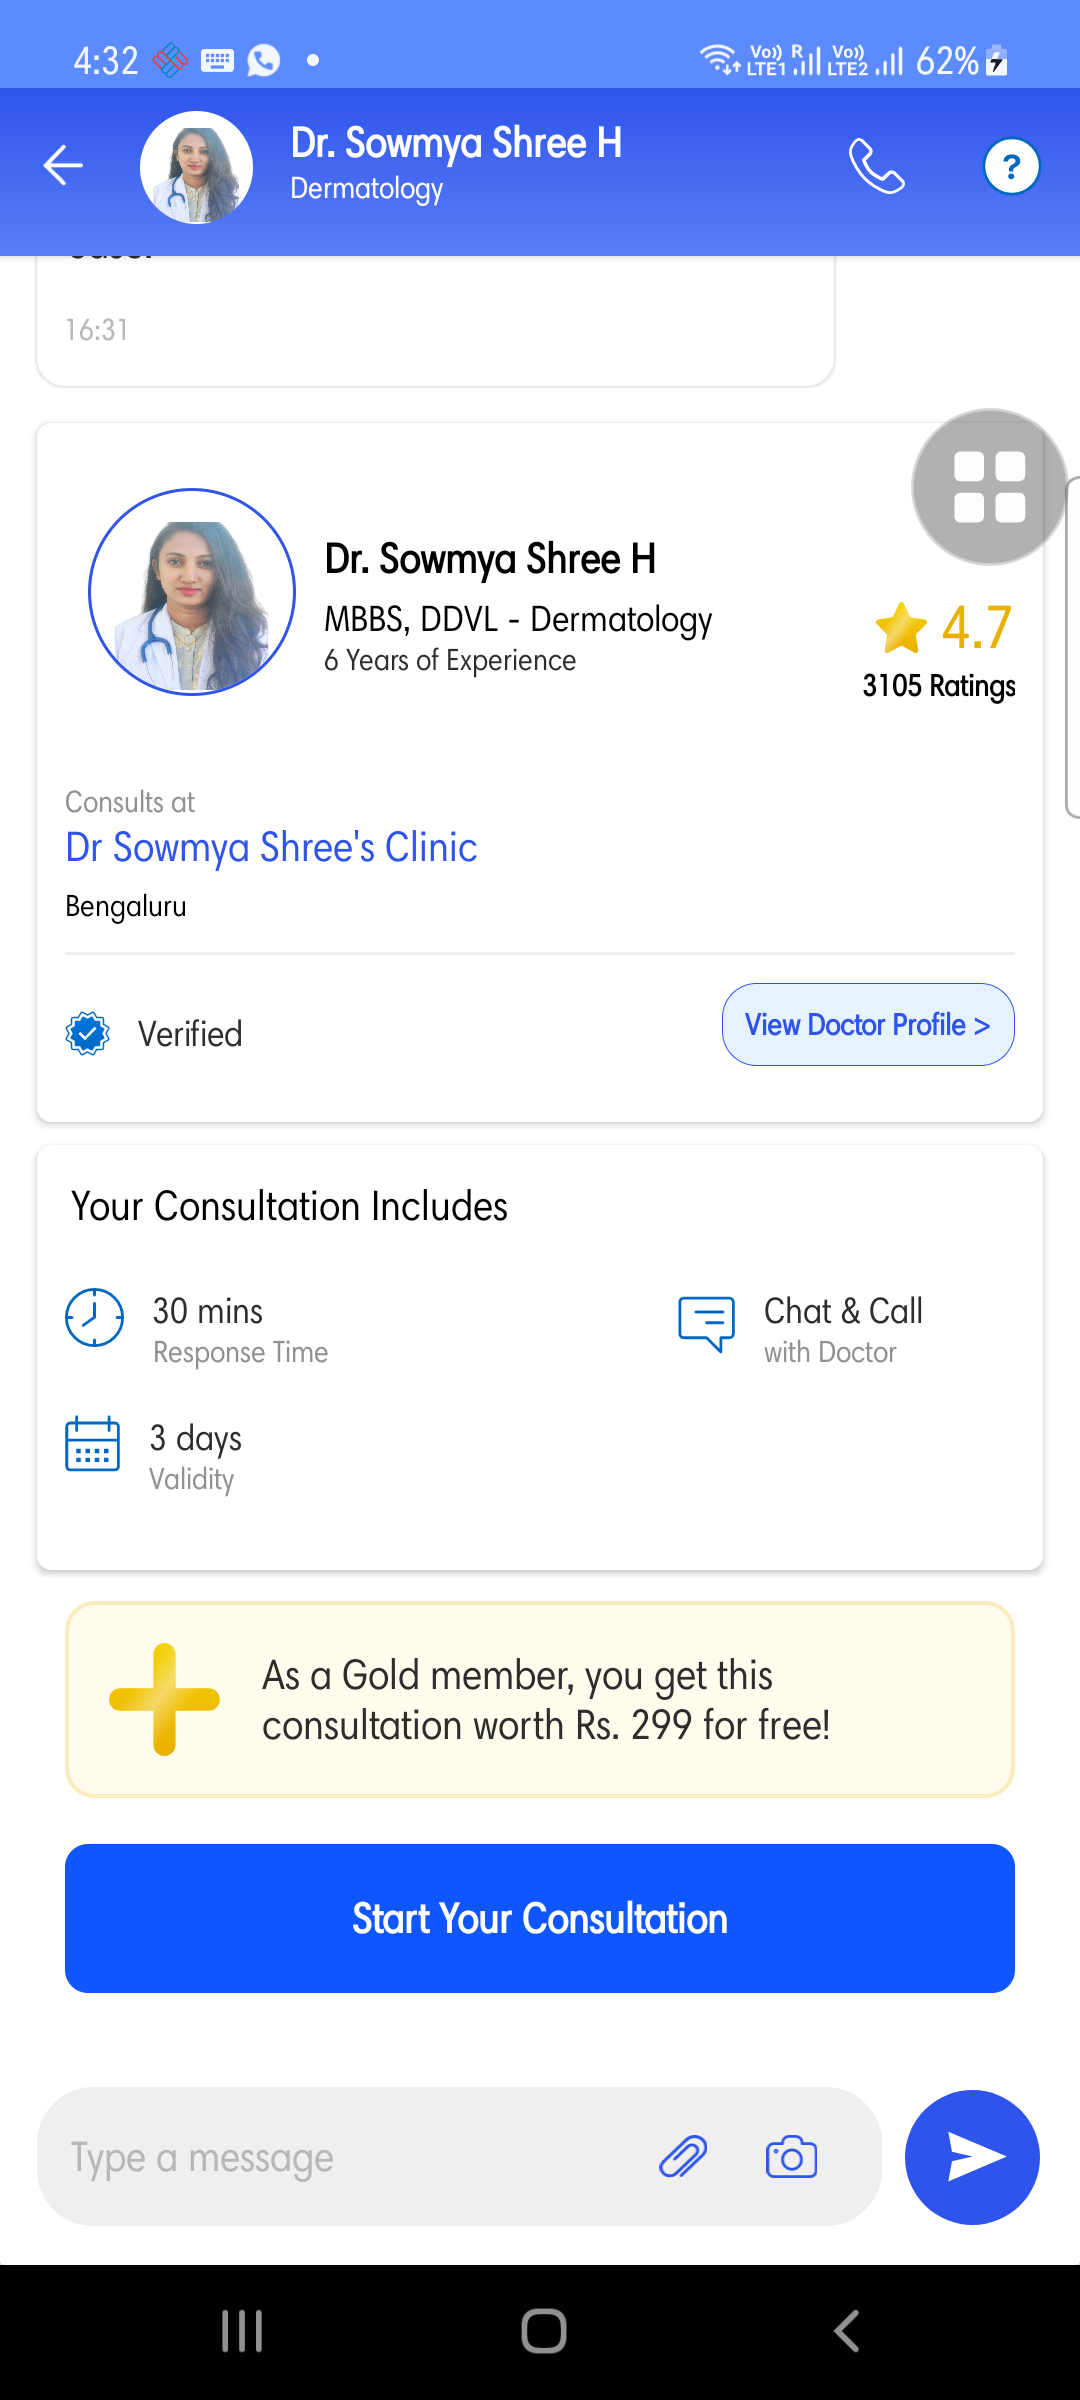 4:32
Vo)) R Vo))
LTE1 LTE2 62%
Dr. Sowmya Shree H
Dermatology
?
16:31
Dr. Sowmya Shree H
MBBS, DDVL - Dermatology
6 Years of Experience
4.7
3105 Ratings
Consults at
Dr Sowmya Shree's Clinic
Bengaluru
Verified
View Doctor Profile >
Your Consultation Includes
30 mins
Response Time
Chat & Call
with Doctor
3 days
Validity
As a Gold member, you get this
consultation worth Rs. 299 for free!
Start Your Consultation
Type a message